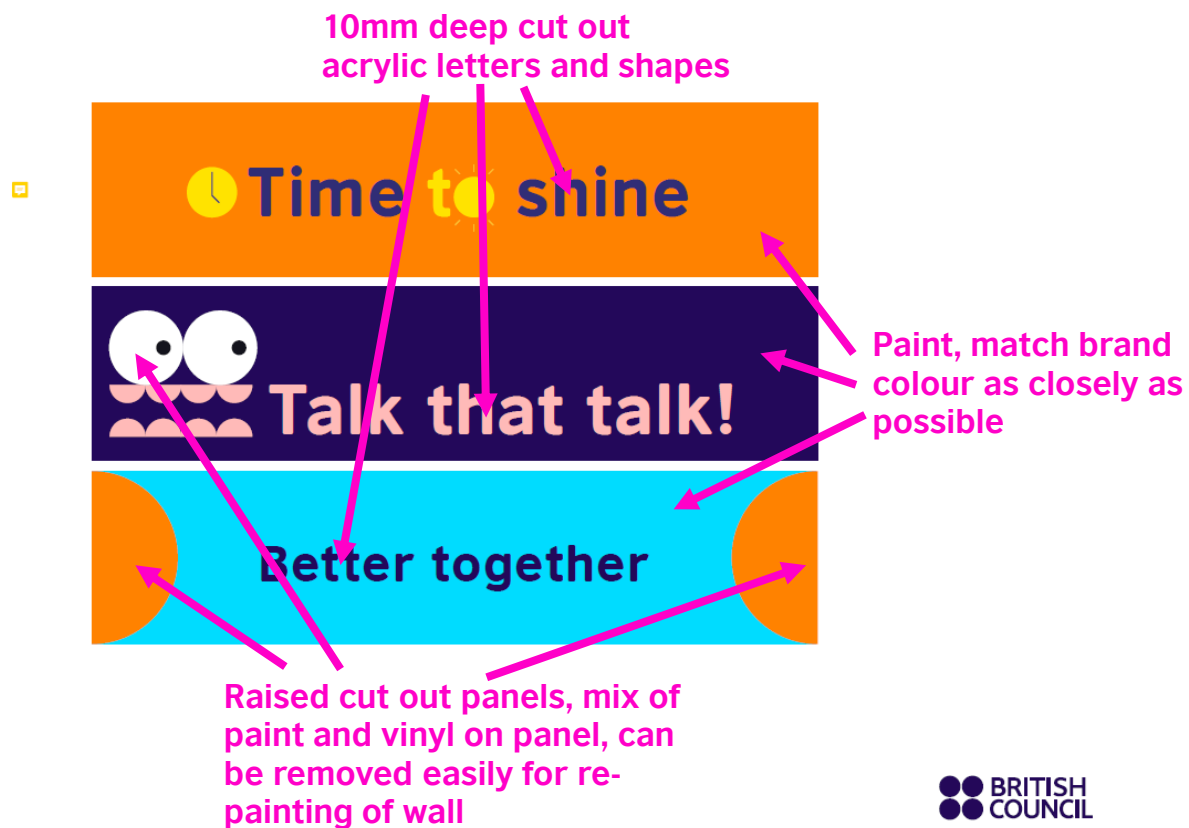 10mm deep cut out
acrylic letters and shapes
Time to shine
Talk that talk!
Paint, match brand
colour as closely as
possible
Better together
Raised cut out panels, mix of
paint and vinyl on panel, can
be removed easily for re-
painting of wall
BRITISH
COUNCIL